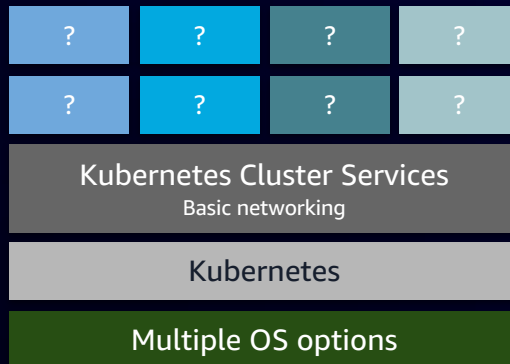 ? ? ? ?
? ? ? ?
Kubernetes Cluster Services
Basic networking
Kubernetes
Multiple OS options